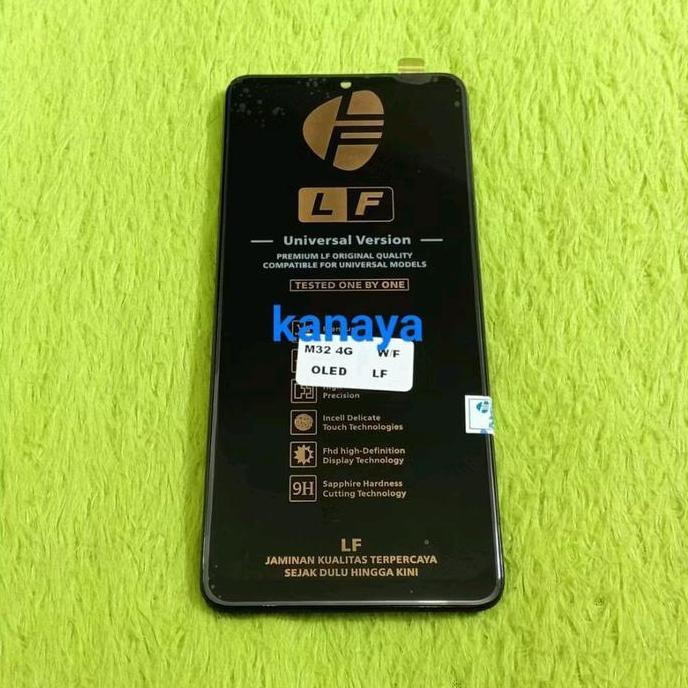 LF
Universal Version
PREMIUM LF ORIGINAL QUALITY
COMPATIBLE FOR UNIVERSAL MODELS
TESTED ONE BY ONE
kanaya
M32 4G W/F
OLED LF
Precision
Incell Delicate
Touch Technologies
Fhd high-Definition
Display Technology
9H Sapphire Hardness
Cutting Technology
LF
JAMINAN KUALITAS TERPERCAYA
SEJAK DULU HINGGA KINI